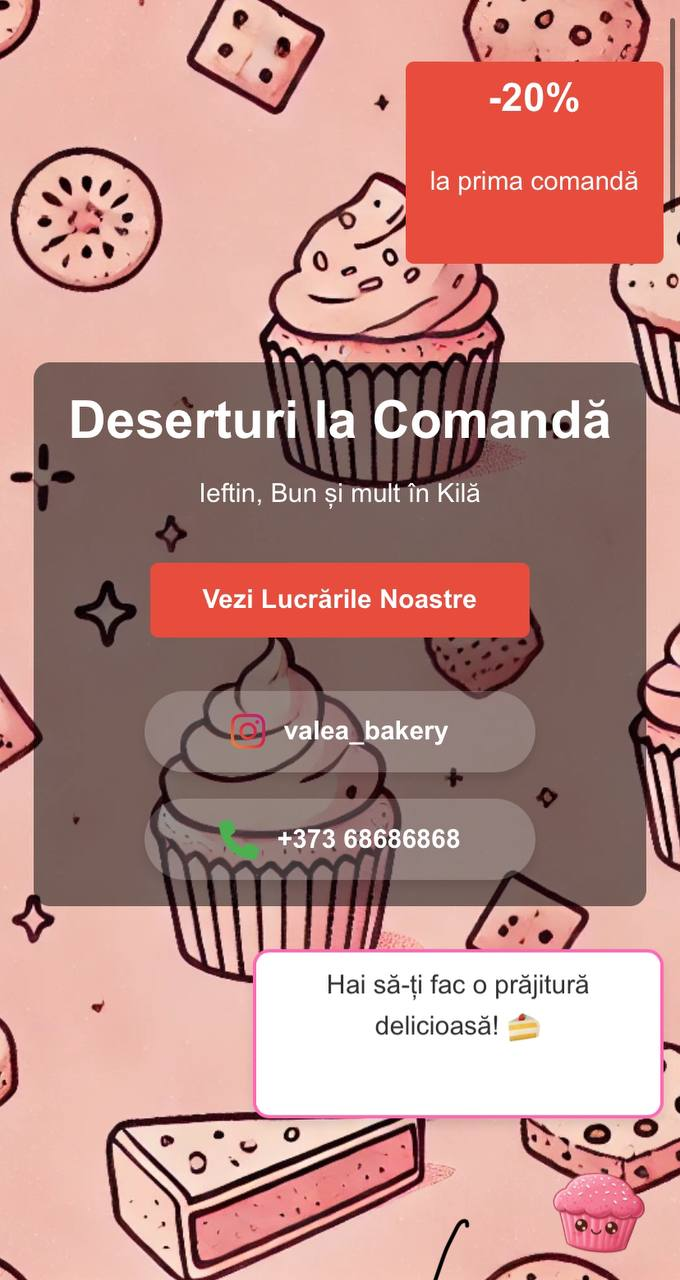 -20%
la prima comandă
Deserturi la Comandă
Ieftin, Bun și mult în Kilă
Vezi Lucrările Noastre
valea_bakery
+373 68686868
Hai să-ți fac o prăjitură
delicioasă! 🍰